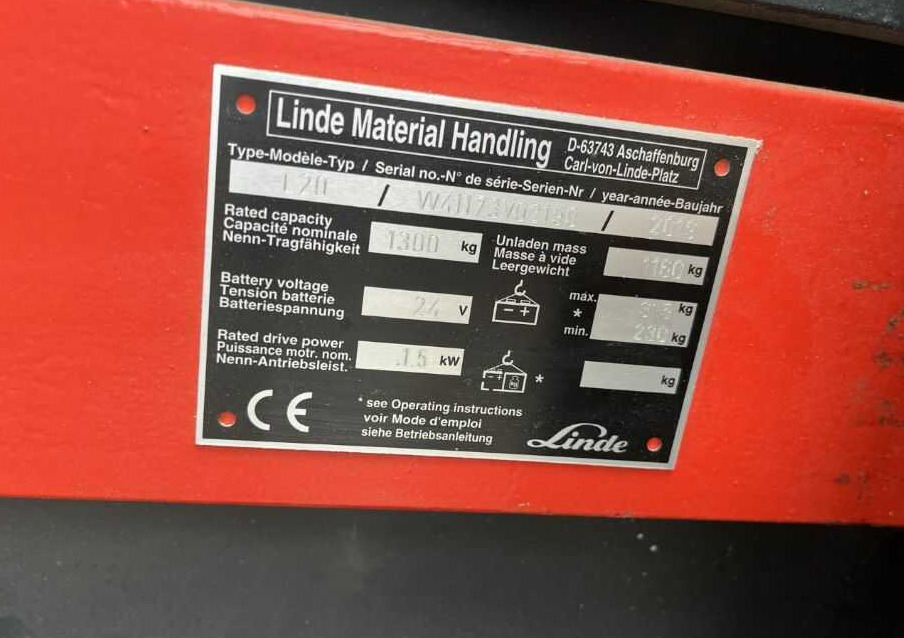 Linde Material Handling
D-63743 Aschaffenburg
Carl-von-Linde-Platz
Type-Modèle-Typ / Serial no.-N° de série-Serien-Nr / year-année-Baujahr
L20 / /
Rated capacity
Capacité nominale
Nenn-Tragfähigkeit
1300 kg
Unladen mass
Masse à vide
Leergewicht
kg
Battery voltage
Tension batterie
Batteriespannung
24 V
- +
max. kg
*
min. 230 kg
Rated drive power
Puissance motr. nom.
Nenn-Antriebsleist.
1.5 kW
- +
kg
*
kg
CE
* see Operating instructions
voir Mode d'emploi
siehe Betriebsanleitung
Linde